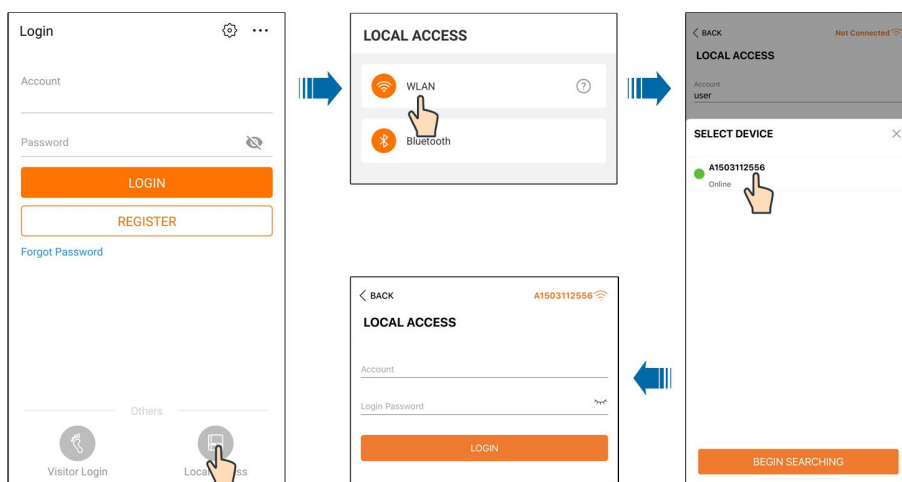 Login
Account
Password
LOGIN
REGISTER
Forgot Password
Others
Visitor Login
LOCAL ACCESS
WLAN
?
Bluetooth
BACK
Not Connected
LOCAL ACCESS
Account
user
SELECT DEVICE
A1503112556
Online
BEGIN SEARCHING
BACK
A1503112556
LOCAL ACCESS
Account
Login Password
LOGIN